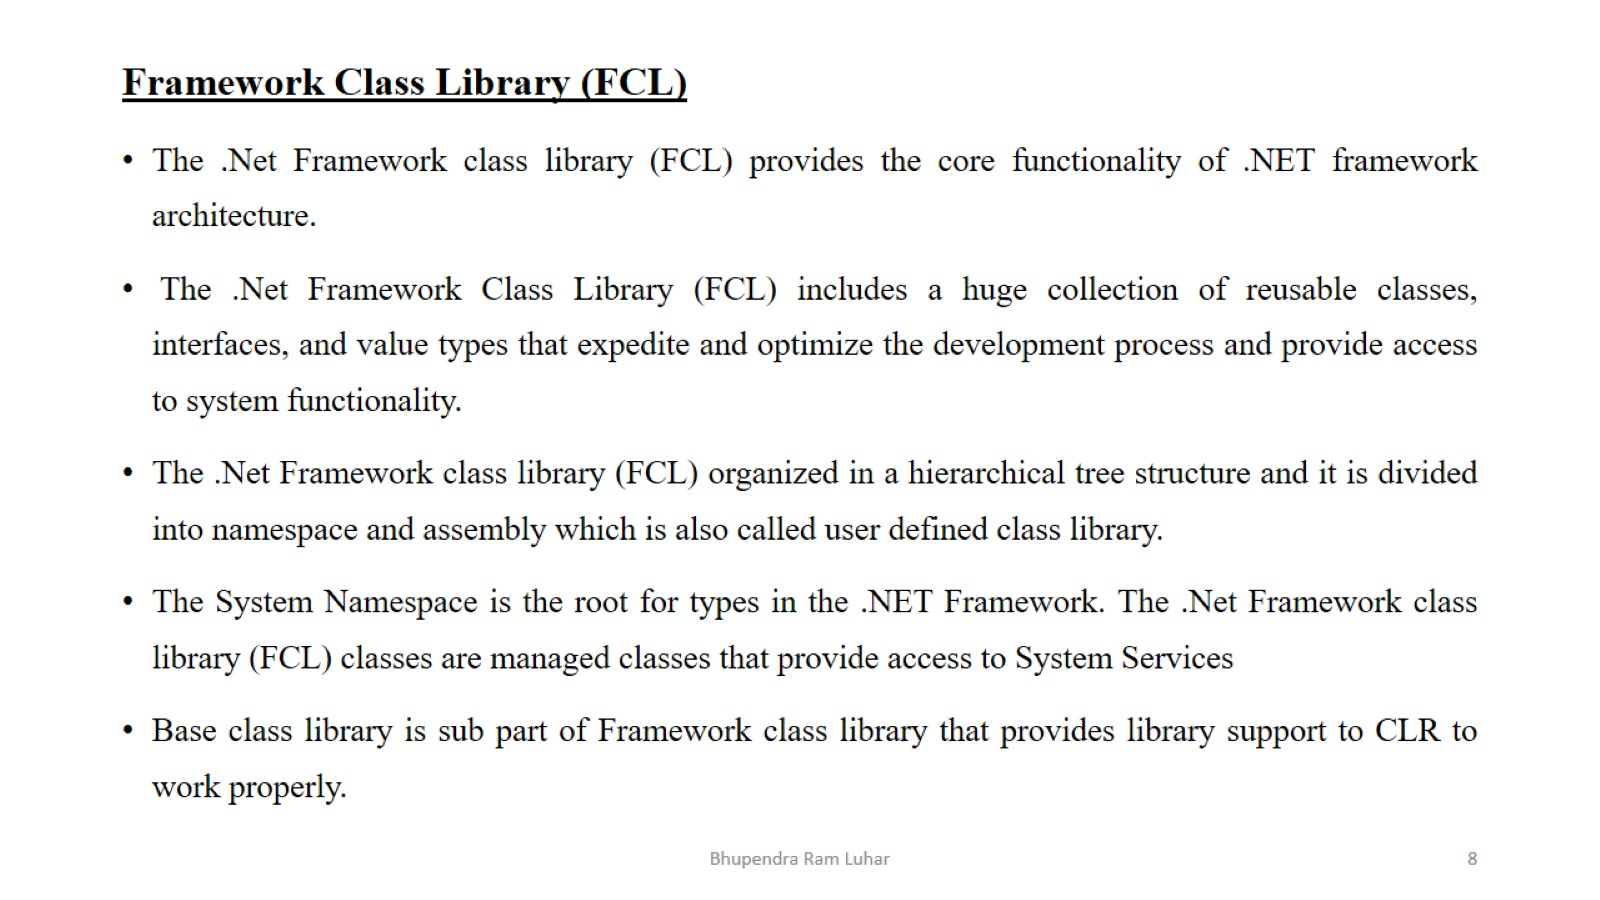 Framework Class Library (FCL)
• The .Net Framework class library (FCL) provides the core functionality of .NET framework
architecture.
• The .Net Framework Class Library (FCL) includes a huge collection of reusable classes,
interfaces, and value types that expedite and optimize the development process and provide access
to system functionality.
• The .Net Framework class library (FCL) organized in a hierarchical tree structure and it is divided
into namespace and assembly which is also called user defined class library.
• The System Namespace is the root for types in the .NET Framework. The .Net Framework class
library (FCL) classes are managed classes that provide access to System Services
• Base class library is sub part of Framework class library that provides library support to CLR to
work properly.
Bhupendra Ram Luhar
8